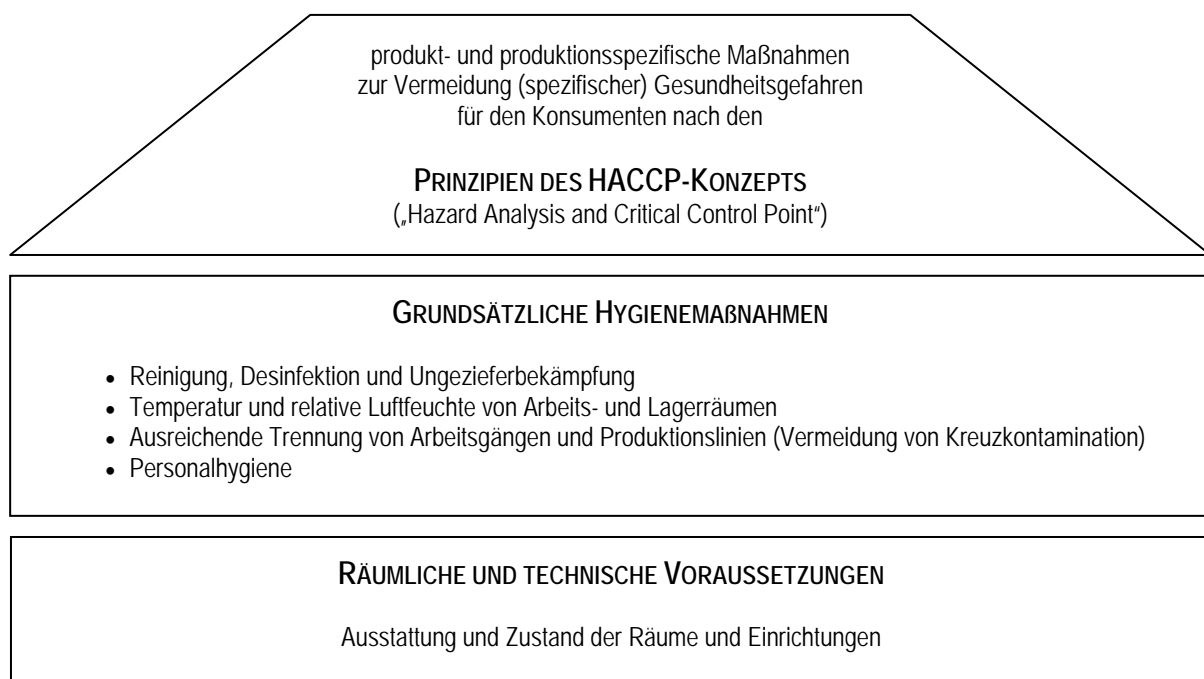 produkt- und produktionsspezifische Maßnahmen
zur Vermeidung (spezifischer) Gesundheitsgefahren
für den Konsumenten nach den
PRINZIPIEN DES HACCP-KONZEPTS
(„Hazard Analysis and Critical Control Point“)
GRUNDSÄTZLICHE HYGIENEMAßNAHMEN
• Reinigung, Desinfektion und Ungezieferbekämpfung
• Temperatur und relative Luftfeuchte von Arbeits- und Lagerräumen
• Ausreichende Trennung von Arbeitsgängen und Produktionslinien (Vermeidung von Kreuzkontamination)
• Personalhygiene
RÄUMLICHE UND TECHNISCHE VORAUSSETZUNGEN
Ausstattung und Zustand der Räume und Einrichtungen